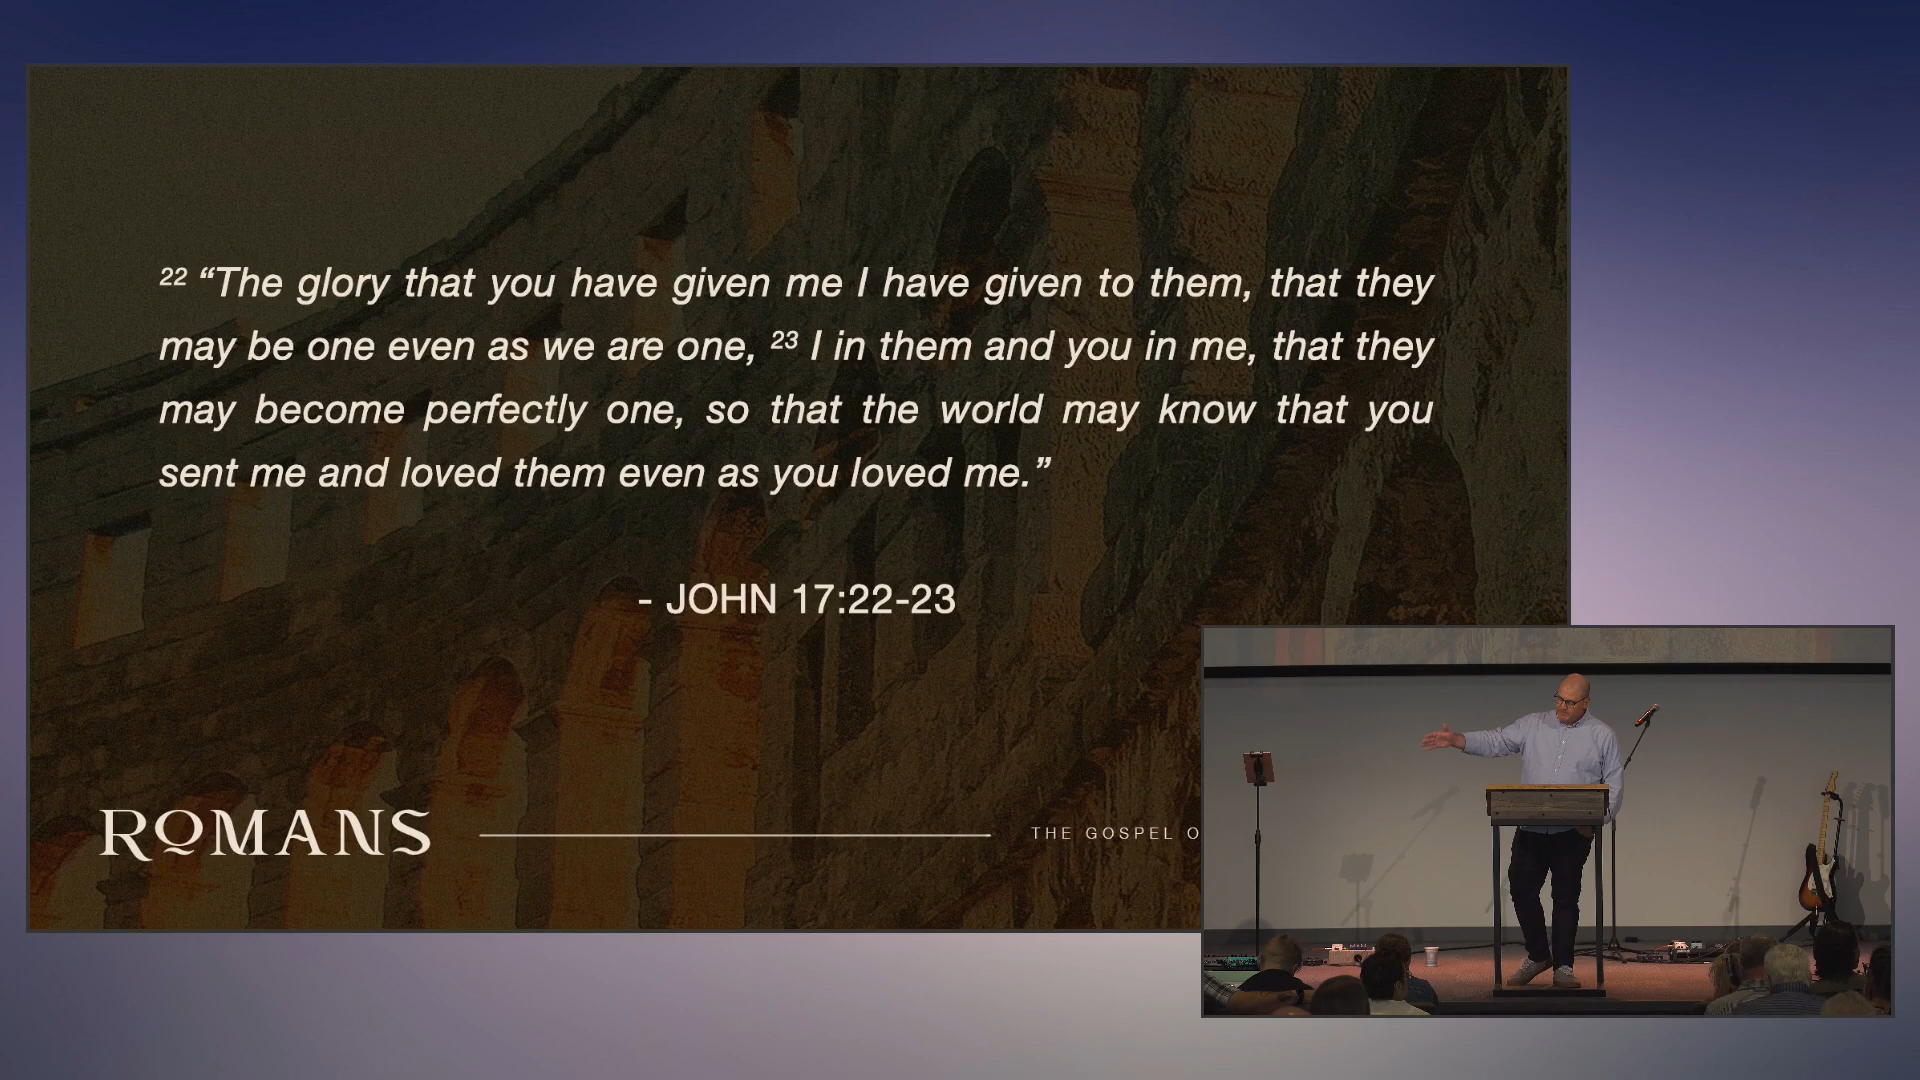 22 “The glory that you have given me I have given to them, that they
may be one even as we are one, 23 I in them and you in me, that they
may become perfectly one, so that the world may know that you
sent me and loved them even as you loved me.”
- JOHN 17:22-23
ROMANS
THE GOSPEL O